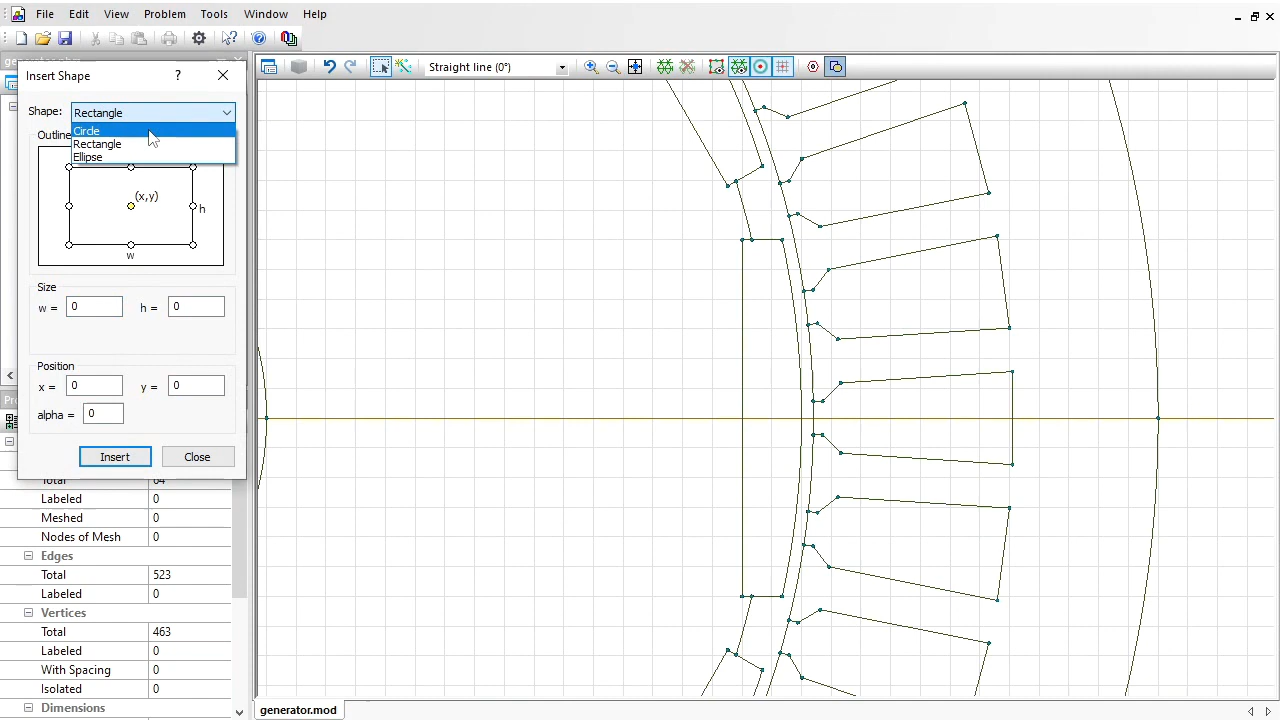 File Edit View Problem Tools Window Help
Insert Shape ?
Straight line (0°)
Shape: Rectangle
Circle
Rectangle
Ellipse
Outline
(x,y)
h
w
Size
w = 0 h = 0
Position
x = 0 y = 0
alpha = 0
Insert Close
Total 64
Labeled 0
Meshed 0
Nodes of Mesh 0
Edges
Total 523
Labeled 0
Vertices
Total 463
Labeled 0
With Spacing 0
Isolated 0
Dimensions
generator.mod